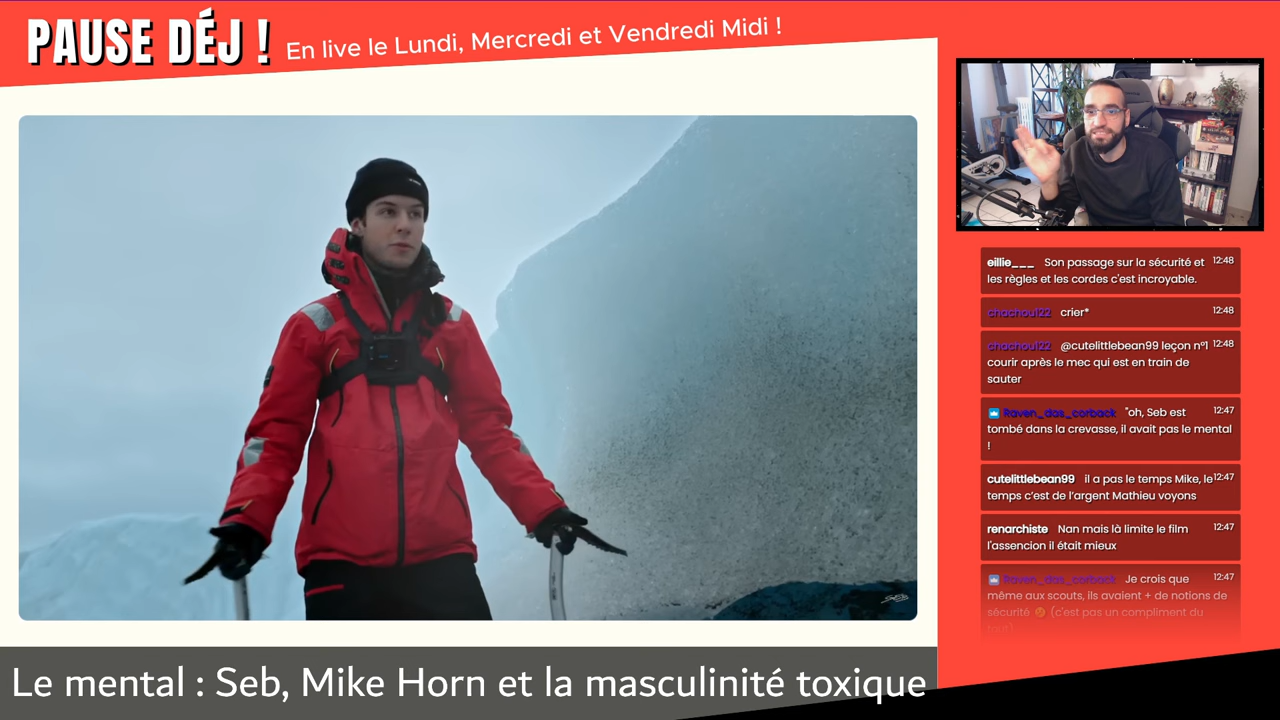 PAUSE DÉJ !
En live le Lundi, Mercredi et Vendredi Midi !
eillie___ Son passage sur la sécurité et 12:48
les règles et les cordes c'est incroyable.
chachou122 crier* 12:48
chachou122 @cutelittlebean99 leçon n°1 12:48
courir après le mec qui est en train de
sauter
Raven_das_corback "oh, Seb est 12:47
tombé dans la crevasse, il avait pas le mental
!
cutelittlebean99 il a pas le temps Mike, le 12:47
temps c'est de l'argent Mathieu voyons
renarchiste Nan mais là limite le film 12:47
l'assencion il était mieux
Raven_das_corback Je crois que 12:47
même aux scouts, ils avaient + de notions de
sécurité (c'est pas un compliment du
tout)
Le mental : Seb, Mike Horn et la masculinité toxique